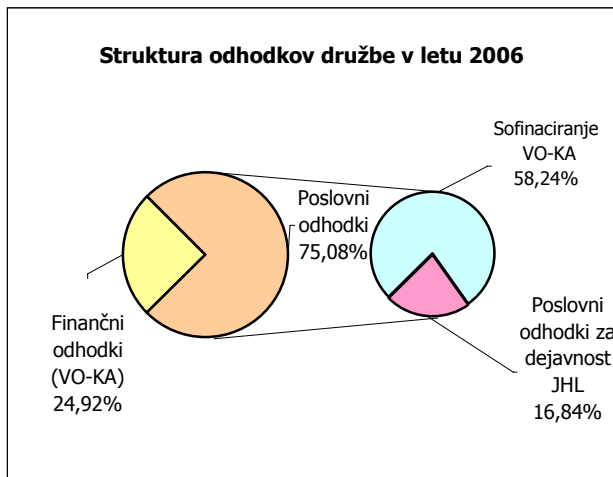 Struktura odhodkov družbe v letu 2006
Sofinaciranje
VO-KA
58,24%
Poslovni
odhodki
75,08%
Finančni
odhodki
(VO-KA)
24,92%
Poslovni
odhodki za
dejavnost
JHL
16,84%